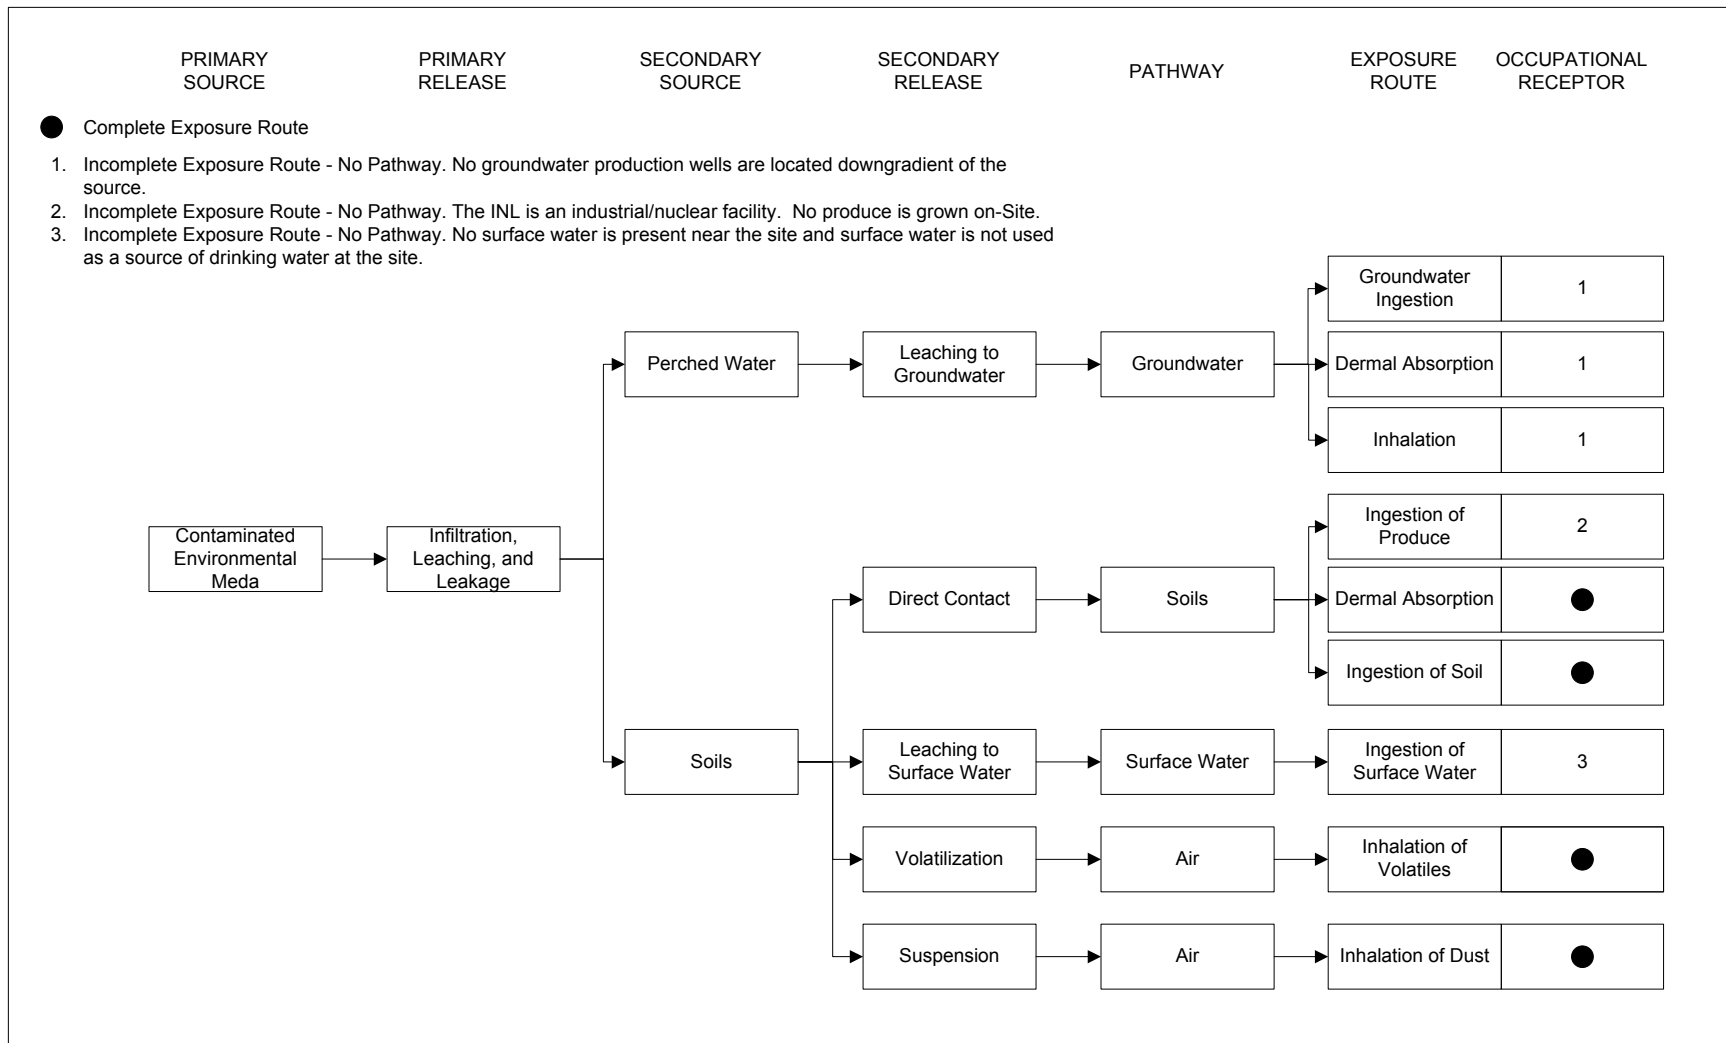 PRIMARY
SOURCE
PRIMARY
RELEASE
SECONDARY
SOURCE
SECONDARY
RELEASE
PATHWAY
EXPOSURE
ROUTE
OCCUPATIONAL
RECEPTOR
Complete Exposure Route
1. Incomplete Exposure Route - No Pathway. No groundwater production wells are located downgradient of the
source.
2. Incomplete Exposure Route - No Pathway. The INL is an industrial/nuclear facility.  No produce is grown on-Site.
3. Incomplete Exposure Route - No Pathway. No surface water is present near the site and surface water is not used
as a source of drinking water at the site.
Groundwater
Ingestion
1
Perched Water
Leaching to
Groundwater
Groundwater
Dermal Absorption
1
Inhalation
1
Contaminated
Environmental
Meda
Infiltration,
Leaching, and
Leakage
Ingestion of
Produce
2
Direct Contact
Soils
Dermal Absorption
Ingestion of Soil
Soils
Leaching to
Surface Water
Surface Water
Ingestion of
Surface Water
3
Volatilization
Air
Inhalation of
Volatiles
Suspension
Air
Inhalation of Dust